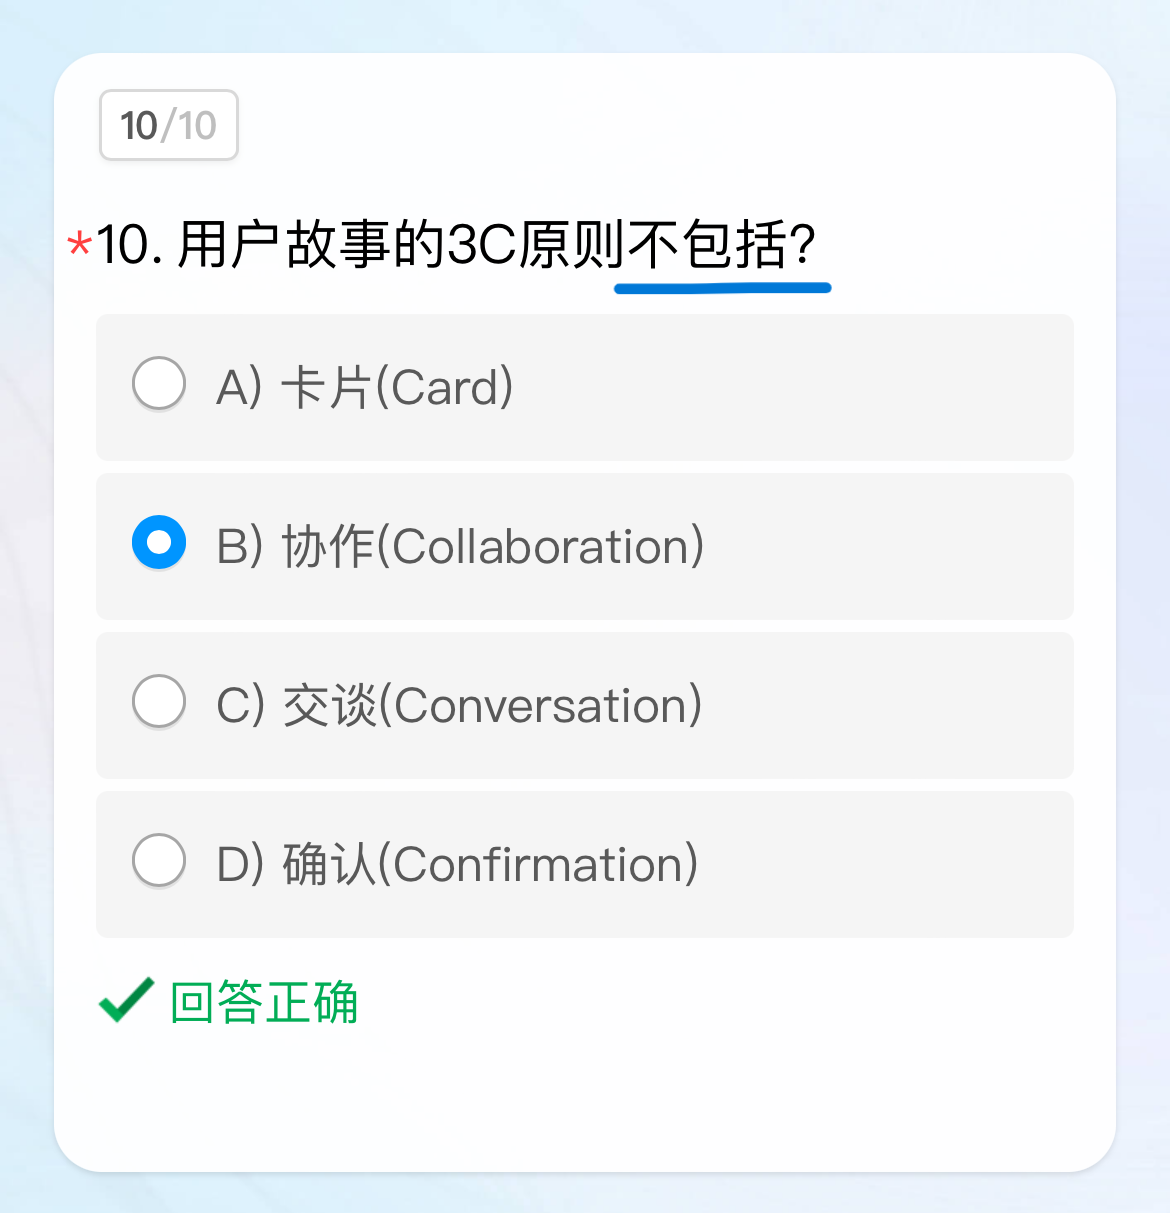 10/10
*10. 用户故事的3C原则不包括?
A) 卡片(Card)
B) 协作(Collaboration)
C) 交谈(Conversation)
D) 确认(Confirmation)
回答正确